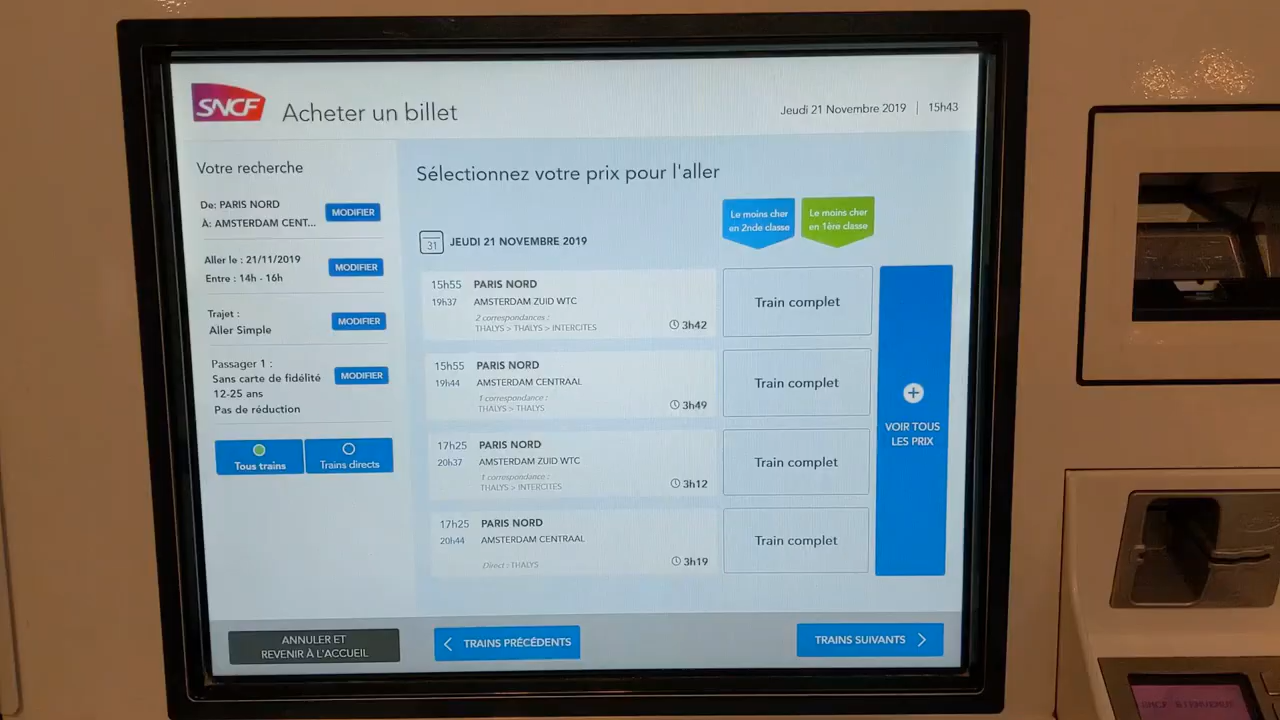 SNCF
Acheter un billet
Jeudi 21 Novembre 2019 | 15h43
Votre recherche
De: PARIS NORD
À: AMSTERDAM CENT...
MODIFIER
Aller le : 21/11/2019
Entre : 14h - 16h
MODIFIER
Trajet :
Aller Simple
MODIFIER
Passager 1 :
Sans carte de fidélité
12-25 ans
Pas de réduction
MODIFIER
Tous trains
Trains directs
Sélectionnez votre prix pour l'aller
Le moins cher
en 2nde classe
Le moins cher
en 1ère classe
31
JEUDI 21 NOVEMBRE 2019
15h55 PARIS NORD
19h37 AMSTERDAM ZUID WTC
2 correspondances :
THALYS > THALYS > INTERCITES
3h42
Train complet
15h55 PARIS NORD
19h44 AMSTERDAM CENTRAAL
1 correspondance :
THALYS > THALYS
3h49
Train complet
17h25 PARIS NORD
20h37 AMSTERDAM ZUID WTC
1 correspondance :
THALYS > INTERCITES
3h12
Train complet
17h25 PARIS NORD
20h44 AMSTERDAM CENTRAAL
Direct : THALYS
3h19
Train complet
VOIR TOUS
LES PRIX
ANNULER ET
REVENIR À L'ACCUEIL
TRAINS PRÉCÉDENTS
TRAINS SUIVANTS